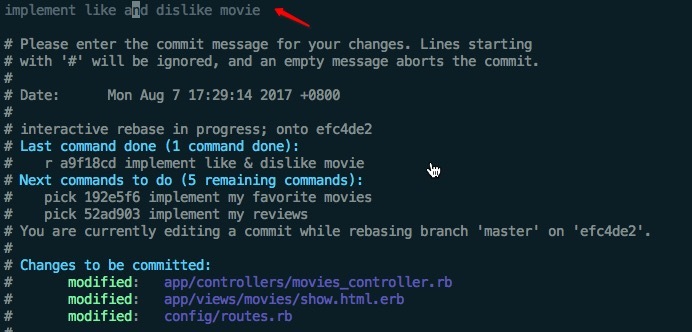 implement like and dislike movie
# Please enter the commit message for your changes. Lines starting
# with '#' will be ignored, and an empty message aborts the commit.
#
# Date:      Mon Aug 7 17:29:14 2017 +0800
#
# interactive rebase in progress; onto efc4de2
# Last command done (1 command done):
#    r a9f18cd implement like & dislike movie
# Next commands to do (5 remaining commands):
#    pick 192e5f6 implement my favorite movies
#    pick 52ad903 implement my reviews
# You are currently editing a commit while rebasing branch 'master' on 'efc4de2'.
#
# Changes to be committed:
#       modified:   app/controllers/movies_controller.rb
#       modified:   app/views/movies/show.html.erb
#       modified:   config/routes.rb
#